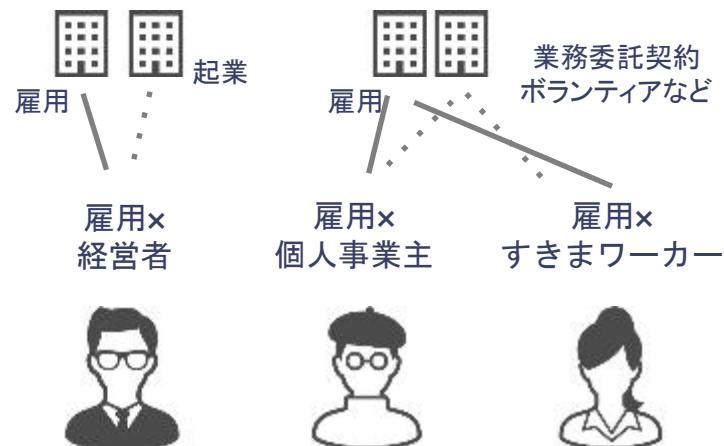 雇用
起業
雇用
業務委託契約
ボランティアなど
雇用×
経営者
雇用×
個人事業主
雇用×
すきまワーカー